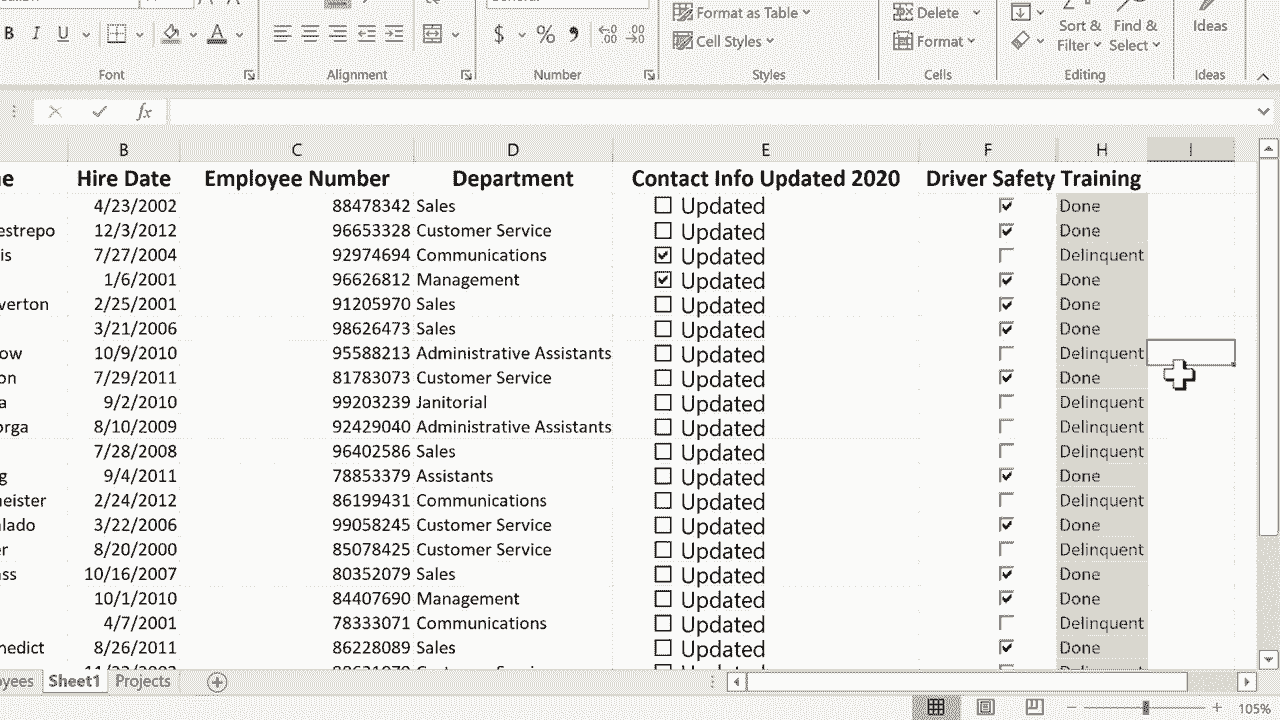 Format as Table Delete
B I U $ % Cell Styles Format Sort & Find & Ideas
Filter Select
Font Alignment Number Styles Cells Editing Ideas
fx
B C D E F H I
e Hire Date Employee Number Department Contact Info Updated 2020 Driver Safety Training
4/23/2002 88478342 Sales Updated Done
estrepo 12/3/2012 96653328 Customer Service Updated Done
is 7/27/2004 92974694 Communications Updated Delinquent
1/6/2001 96626812 Management Updated Done
verton 2/25/2001 91205970 Sales Updated Done
3/21/2006 98626473 Sales Updated Done
ow 10/9/2010 95588213 Administrative Assistants Updated Delinquent
on 7/29/2011 81783073 Customer Service Updated Done
a 9/2/2010 99203239 Janitorial Updated Delinquent
orga 8/10/2009 92429040 Administrative Assistants Updated Delinquent
7/28/2008 96402586 Sales Updated Delinquent
g 9/4/2011 78853379 Assistants Updated Done
neister 2/24/2012 86199431 Communications Updated Delinquent
alado 3/22/2006 99058245 Customer Service Updated Done
er 8/20/2000 85078425 Customer Service Updated Delinquent
ass 10/16/2007 80352079 Sales Updated Done
10/1/2010 84407690 Management Updated Done
4/7/2001 78333071 Communications Updated Delinquent
nedict 8/26/2011 86228089 Sales Updated Done
oyees Sheet1 Projects
105%